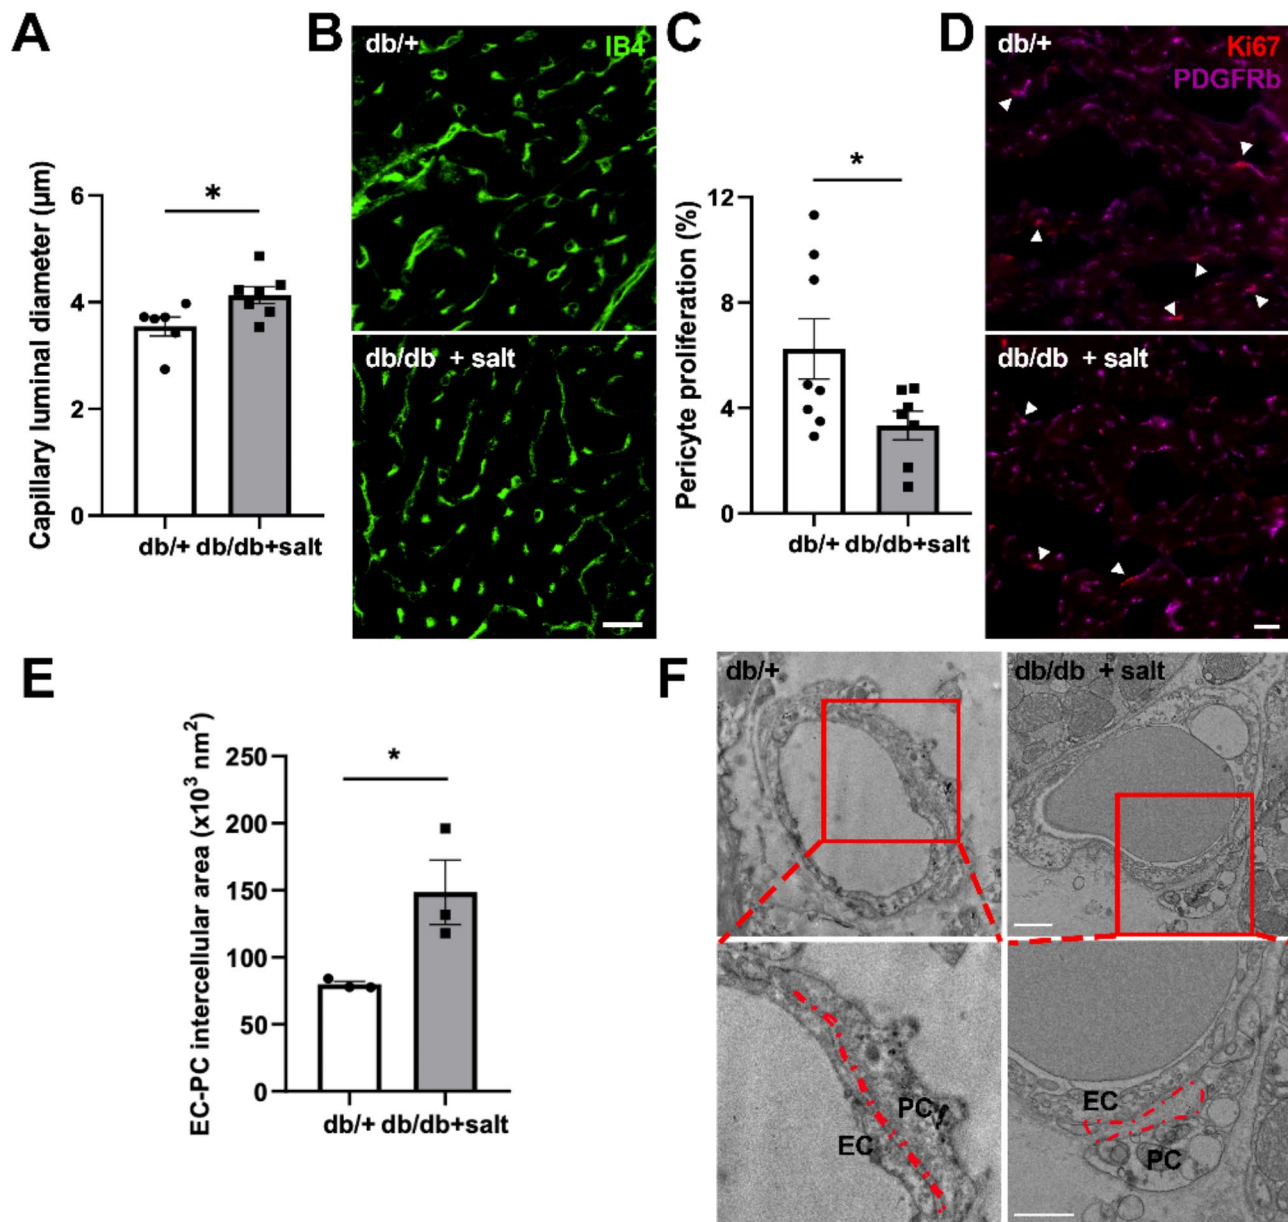 A
Capillary luminal diameter (µm)
6
4
2
0
*
db/+ db/db+salt
B
db/+
IB4
db/db + salt
C
Pericyte proliferation (%)
12
8
4
0
*
db/+ db/db+salt
D
db/+
Ki67
PDGFRb
db/db + salt
E
EC-PC intercellular area (x10³ nm²)
250
200
150
100
50
0
*
db/+ db/db+salt
F
db/+
db/db + salt
PC
EC
EC
PC